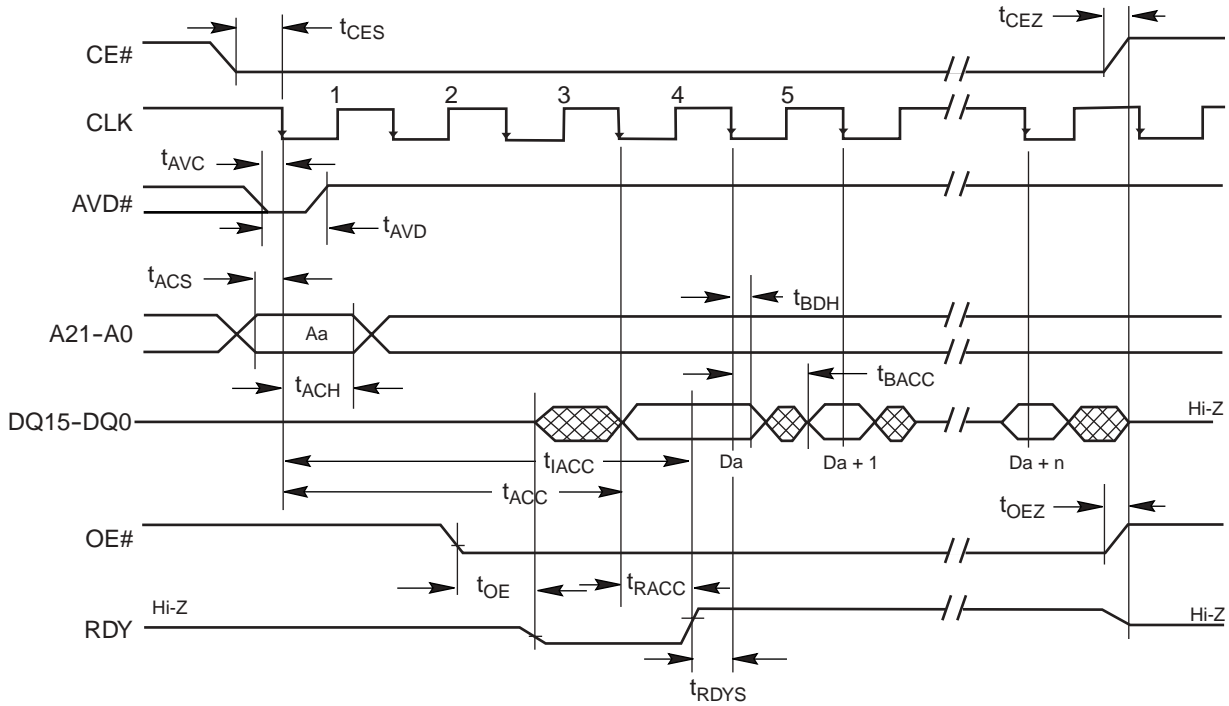 tCES
tCEZ
CE#
1 2 3 4 5
CLK
tAVC
AVD#
tAVD
tACS
tBDH
A21-A0
Aa
tACH
tBACC
DQ15-DQ0
Hi-Z
tIACC
Da
Da + 1
Da + n
tACC
tOEZ
OE#
tOE
tRACC
Hi-Z
Hi-Z
RDY
tRDYS